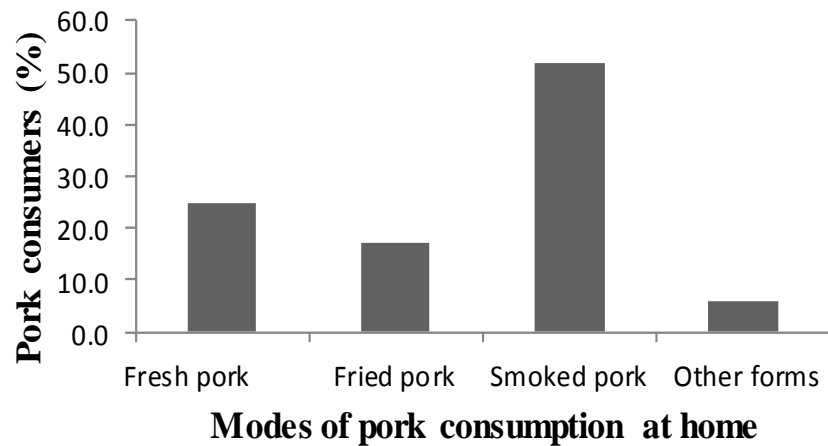 Pork consumers (%)
60.0
50.0
40.0
30.0
20.0
10.0
0.0
Fresh pork Fried pork Smoked pork Other forms
Modes of pork consumption at home